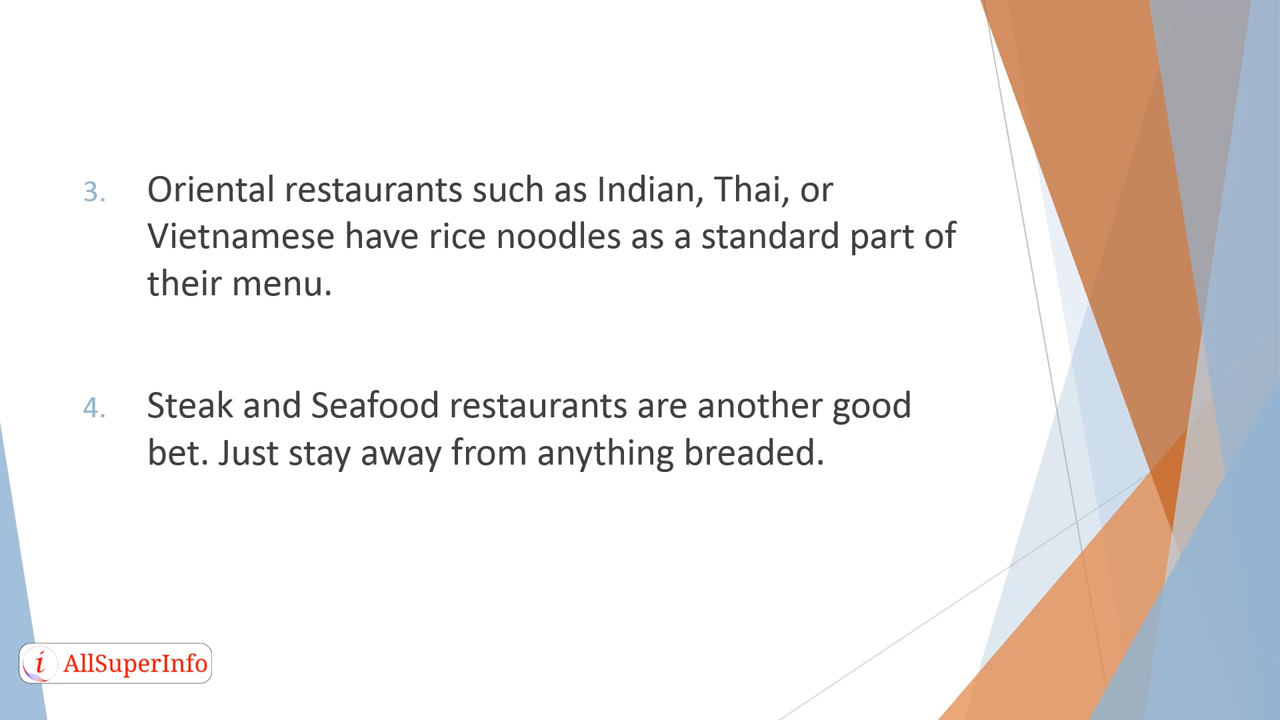 3. Oriental restaurants such as Indian, Thai, or
Vietnamese have rice noodles as a standard part of
their menu.
4. Steak and Seafood restaurants are another good
bet. Just stay away from anything breaded.
i AllSuperInfo